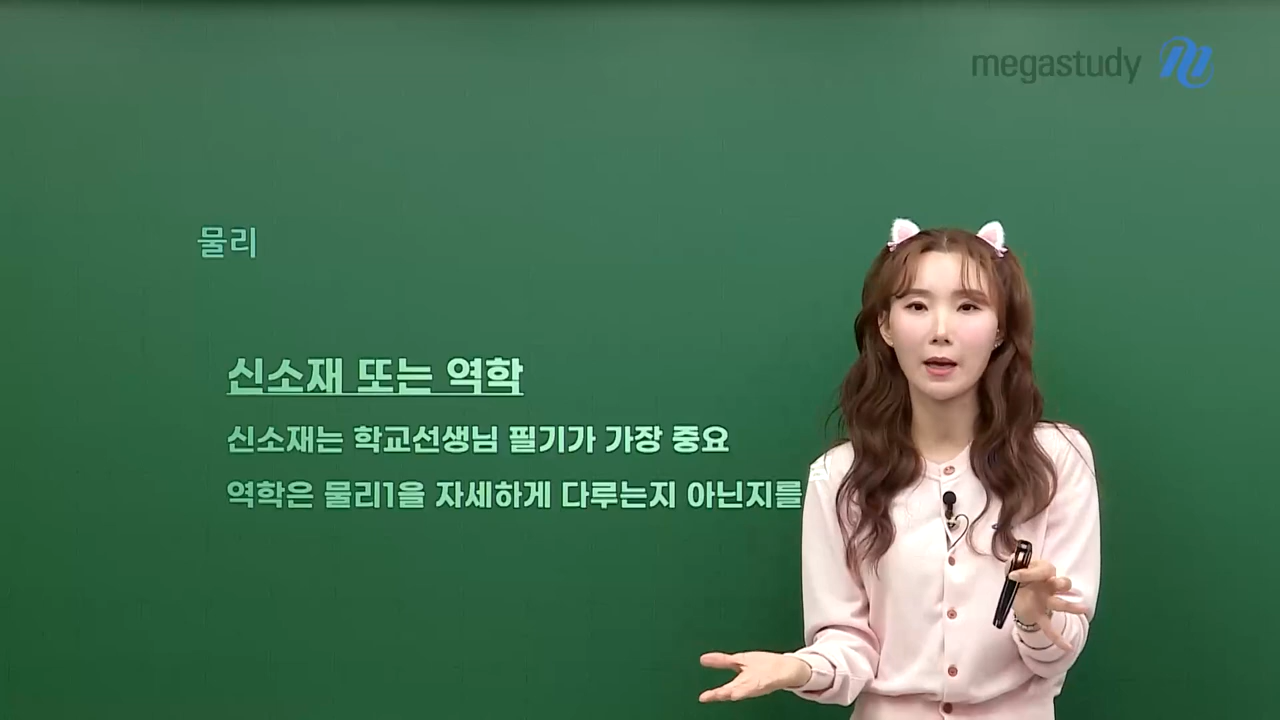 megastudy
물리
신소재 또는 역학
신소재는 학교선생님 필기가 가장 중요
역학은 물리1을 자세하게 다루는지 아닌지를